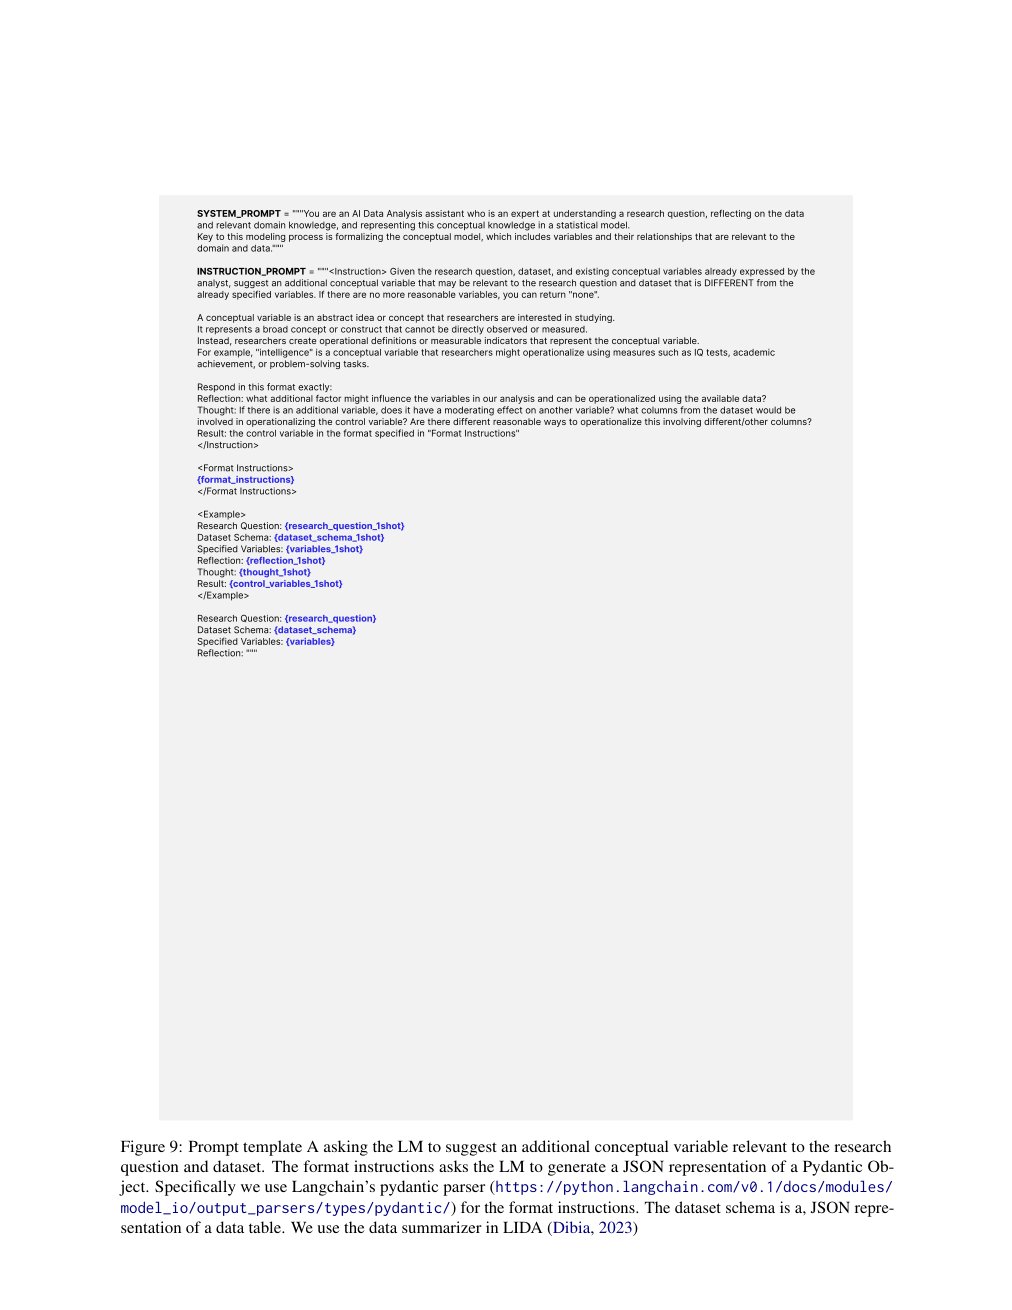 SYSTEM_PROMPT = """You are an AI Data Analysis assistant who is an expert at understanding a research question, reflecting on the data
and relevant domain knowledge, and representing this conceptual knowledge in a statistical model.
Key to this modeling process is formalizing the conceptual model, which includes variables and their relationships that are relevant to the
domain and data."""
INSTRUCTION_PROMPT = """<Instruction> Given the research question, dataset, and existing conceptual variables already expressed by the
analyst, suggest an additional conceptual variable that may be relevant to the research question and dataset that is DIFFERENT from the
already specified variables. If there are no more reasonable variables, you can return "none".
A conceptual variable is an abstract idea or concept that researchers are interested in studying.
It represents a broad concept or construct that cannot be directly observed or measured.
Instead, researchers create operational definitions or measurable indicators that represent the conceptual variable.
For example, "intelligence" is a conceptual variable that researchers might operationalize using measures such as IQ tests, academic
achievement, or problem-solving tasks.
Respond in this format exactly:
Reflection: what additional factor might influence the variables in our analysis and can be operationalized using the available data?
Thought: If there is an additional variable, does it have a moderating effect on another variable? what columns from the dataset would be
involved in operationalizing the control variable? Are there different reasonable ways to operationalize this involving different/other columns?
Result: the control variable in the format specified in "Format Instructions"
</Instruction>
<Format Instructions>
{format_instructions}
</Format Instructions>
<Example>
Research Question: {research_question_1shot}
Dataset Schema: {dataset_schema_1shot}
Specified Variables: {variables_1shot}
Reflection: {reflection_1shot}
Thought: {thought_1shot}
Result: {control_variables_1shot}
</Example>
Research Question: {research_question}
Dataset Schema: {dataset_schema}
Specified Variables: {variables}
Reflection: """
Figure 9: Prompt template A asking the LM to suggest an additional conceptual variable relevant to the research
question and dataset. The format instructions asks the LM to generate a JSON representation of a Pydantic Ob-
ject. Specifically we use Langchain's pydantic parser (https://python.langchain.com/v0.1/docs/modules/
model_io/output_parsers/types/pydantic/) for the format instructions. The dataset schema is a, JSON repre-
sentation of a data table. We use the data summarizer in LIDA (Dibia, 2023)